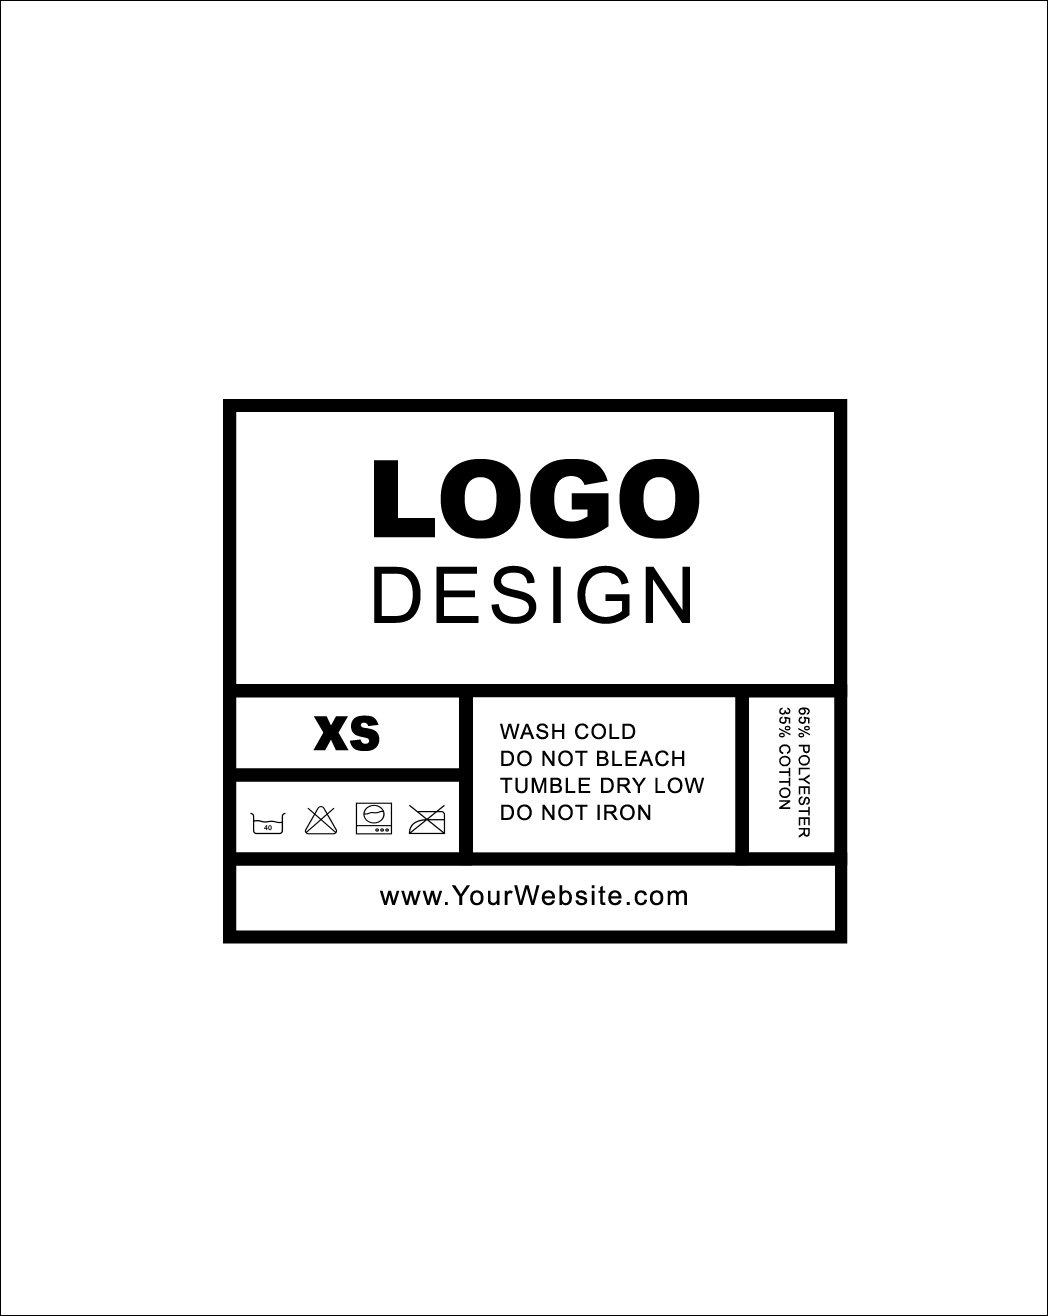 LOGO
DESIGN
XS
40
WASH COLD
DO NOT BLEACH
TUMBLE DRY LOW
DO NOT IRON
65% POLYESTER
35% COTTON
www.YourWebsite.com